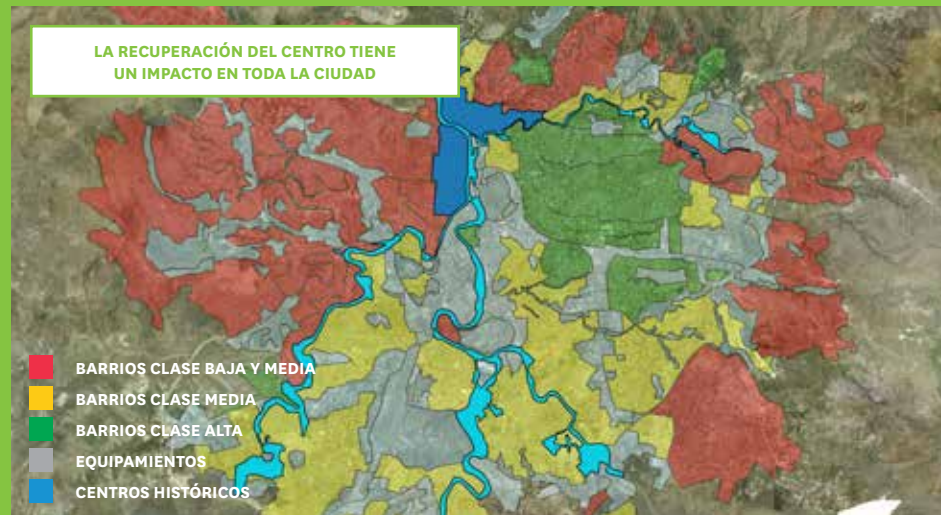 LA RECUPERACIÓN DEL CENTRO TIENE
UN IMPACTO EN TODA LA CIUDAD
BARRIOS CLASE BAJA Y MEDIA
BARRIOS CLASE MEDIA
BARRIOS CLASE ALTA
EQUIPAMIENTOS
CENTROS HISTÓRICOS